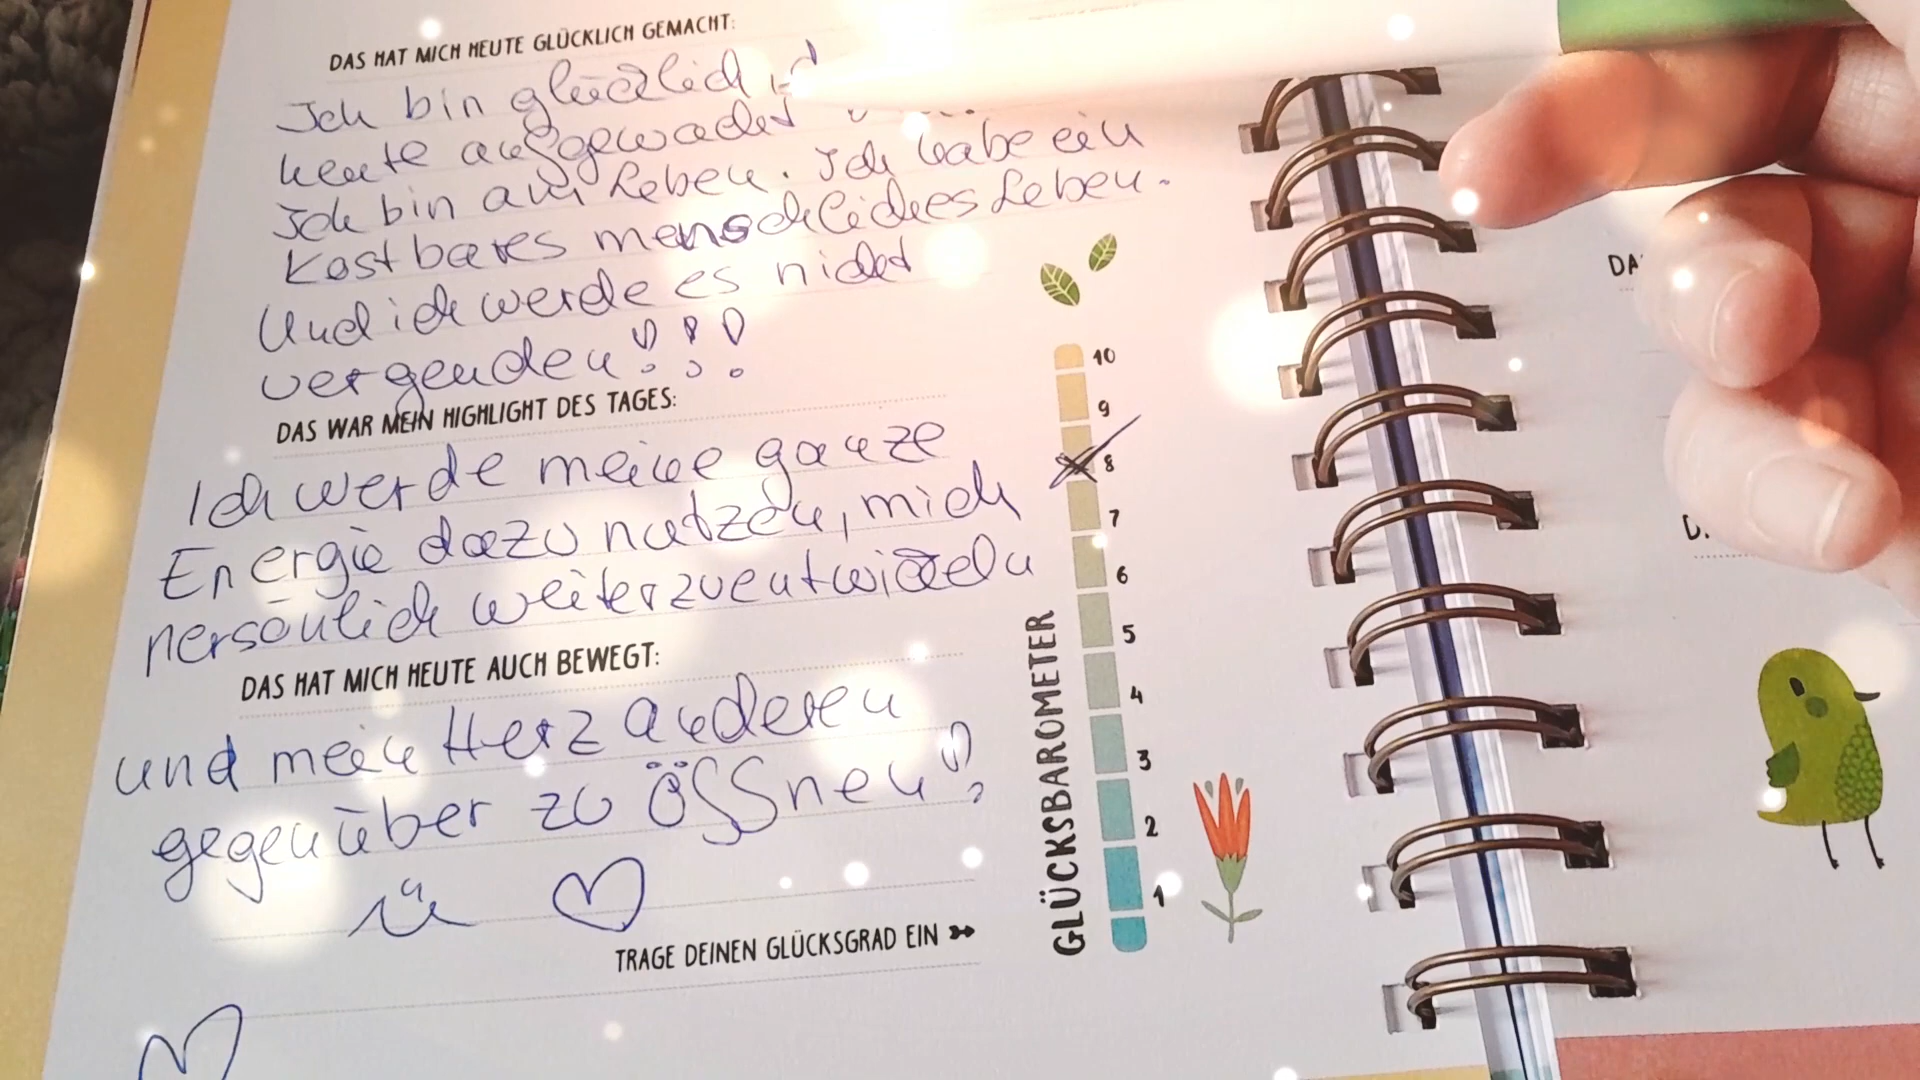 DAS HAT MICH HEUTE GLÜCKLICH GEMACHT:
Ich bin glücklich
heute aufgewacht
Ich bin am Leben. Ich habe ein
kostbares menschliches Leben.
Und ich werde es nicht
vergeuden!!!
DAS WAR MEIN HIGHLIGHT DES TAGES:
Ich werde meine ganze
Energie dazu nutzen, mich
persönlich weiterzuentwickeln
DAS HAT MICH HEUTE AUCH BEWEGT:
und mein Herz anderen
gegenüber zu öffnen!
TRAGE DEINEN GLÜCKSGRAD EIN
GLÜCKSBAROMETER
10
9
8
7
6
5
4
3
2
1